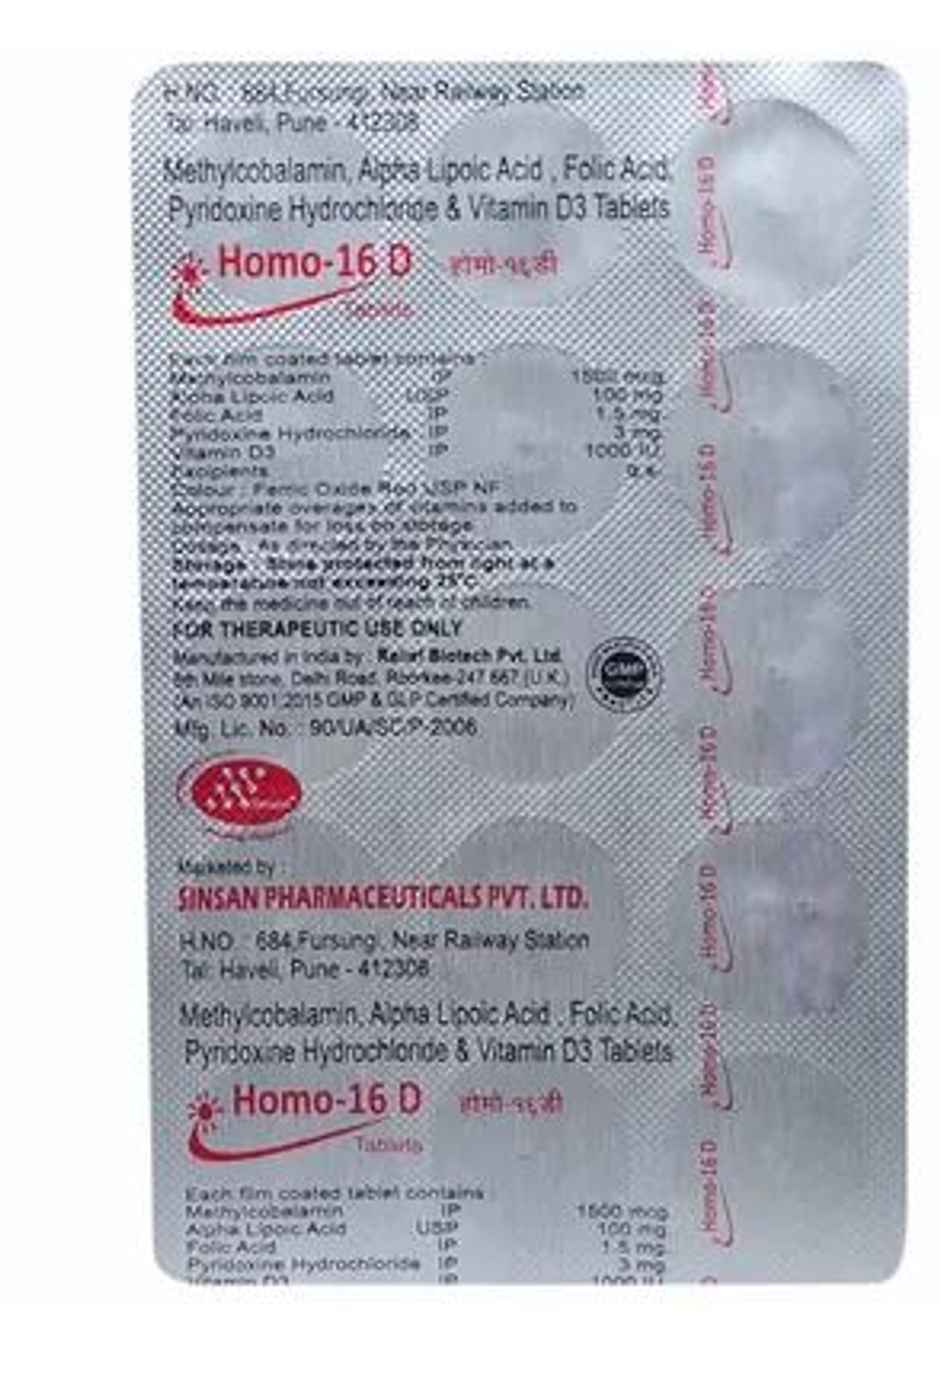 H.NO. : 684,Fursungi, Near Railway Station
Tal: Haveli, Pune - 412308
Methylcobalamin, Alpha Lipoic Acid , Folic Acid,
Pyridoxine Hydrochloride & Vitamin D3 Tablets
Homo-16 D होमो-१६डी
Tablets
Each film coated tablet contains :
Methylcobalamin IP 1500 mcg
Alpha Lipoic Acid USP 100 mg
Folic Acid IP 1.5 mg
Pyridoxine Hydrochloride IP 3 mg
Vitamin D3 IP 1000 IU
Excipients q.s.
Colour : Ferric Oxide Red USP NF
Appropriate overages of vitamins added to
compensate for loss on storage
Dosage : As directed by the Physician
Storage : Store protected from light at a
temperature not exceeding 25°C
Keep the medicine out of reach of children.
FOR THERAPEUTIC USE ONLY
Manufactured in India by : Relief Biotech Pvt. Ltd.
8th Mile stone, Delhi Road, Roorkee-247 667 (U.K.)
(An ISO 9001:2015 GMP & GLP Certified Company)
GMP
Mfg. Lic. No. : 90/UA/SC/P-2006
Marketed by :
SINSAN PHARMACEUTICALS PVT. LTD.
H.NO. : 684,Fursungi, Near Railway Station
Tal: Haveli, Pune - 412308
Methylcobalamin, Alpha Lipoic Acid , Folic Acid,
Pyridoxine Hydrochloride & Vitamin D3 Tablets
Homo-16 D होमो-१६डी
Tablets
Each film coated tablet contains
Methylcobalamin IP 1500 mcg
Alpha Lipoic Acid USP 100 mg
Folic Acid IP 1.5 mg
Pyridoxine Hydrochloride IP 3 mg
Vitamin D3 IP 1000 IU
Homo-16 D
Homo-16 D
Homo-16 D
Homo-16 D
Homo-16 D
Homo-16 D
Homo-16 D
Homo-16 D